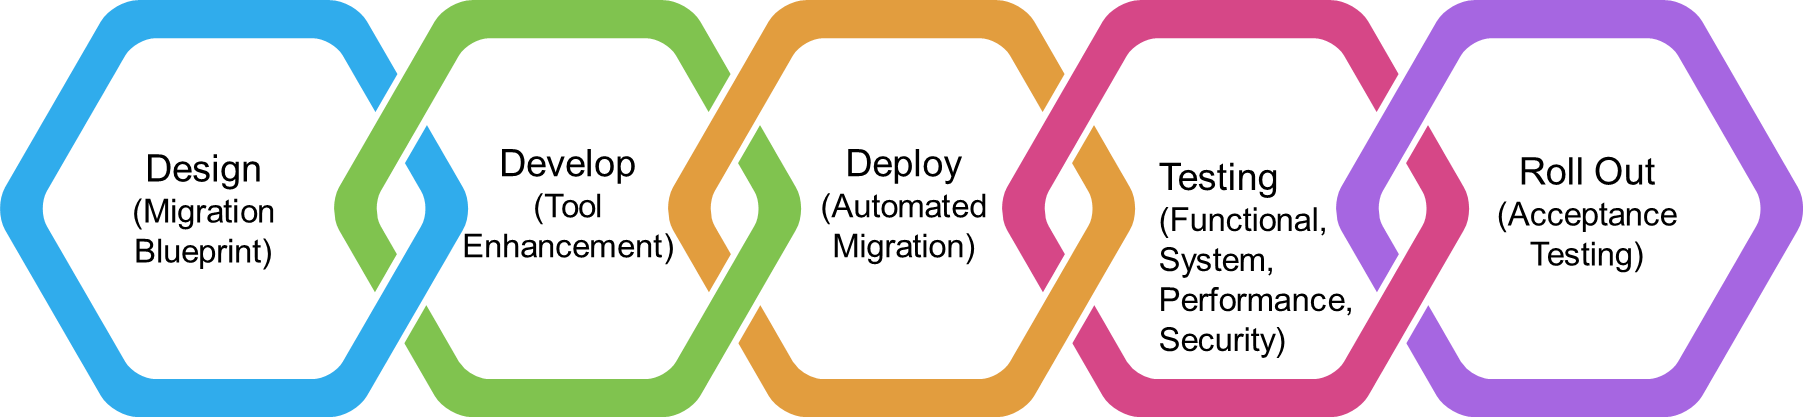 Design
(Migration
Blueprint)
Develop
(Tool
Enhancement)
Deploy
(Automated
Migration)
Testing
(Functional,
System,
Performance,
Security)
Roll Out
(Acceptance
Testing)